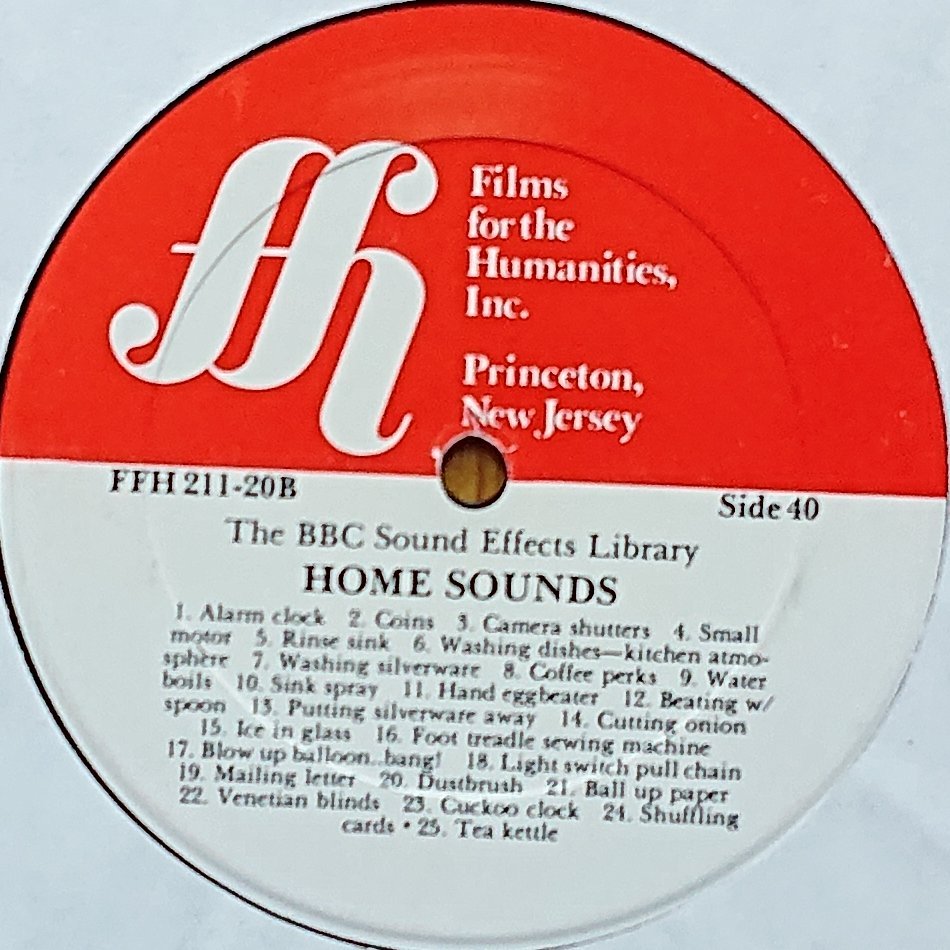 ffh
Films
for the
Humanities,
Inc.
Princeton,
New Jersey
FFH 211-20B
Side 40
The BBC Sound Effects Library
HOME SOUNDS
1. Alarm clock 2. Coins 3. Camera shutters 4. Small
motor 5. Rinse sink 6. Washing dishes—kitchen atmo-
sphere 7. Washing silverware 8. Coffee perks 9. Water
boils 10. Sink spray 11. Hand eggbeater 12. Beating w/
spoon 13. Putting silverware away 14. Cutting onion
15. Ice in glass 16. Foot treadle sewing machine
17. Blow up balloon..bang! 18. Light switch pull chain
19. Mailing letter 20. Dustbrush 21. Ball up paper
22. Venetian blinds 23. Cuckoo clock 24. Shuffling
cards • 25. Tea kettle